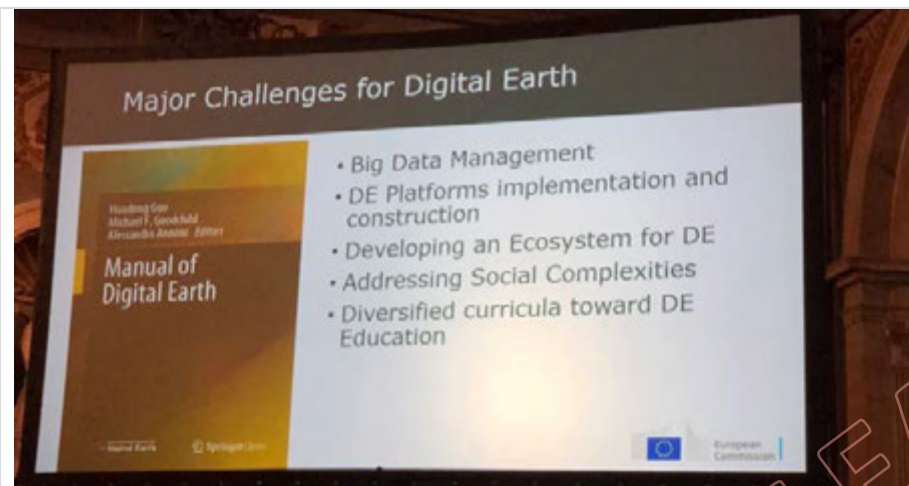 Major Challenges for Digital Earth
Huadong Guo
Michael F. Goodchild
Alessandro Annoni Editors
Manual of
Digital Earth
Springer Open
• Big Data Management
• DE Platforms implementation and
construction
• Developing an Ecosystem for DE
• Addressing Social Complexities
• Diversified curricula toward DE
Education
European
Commission